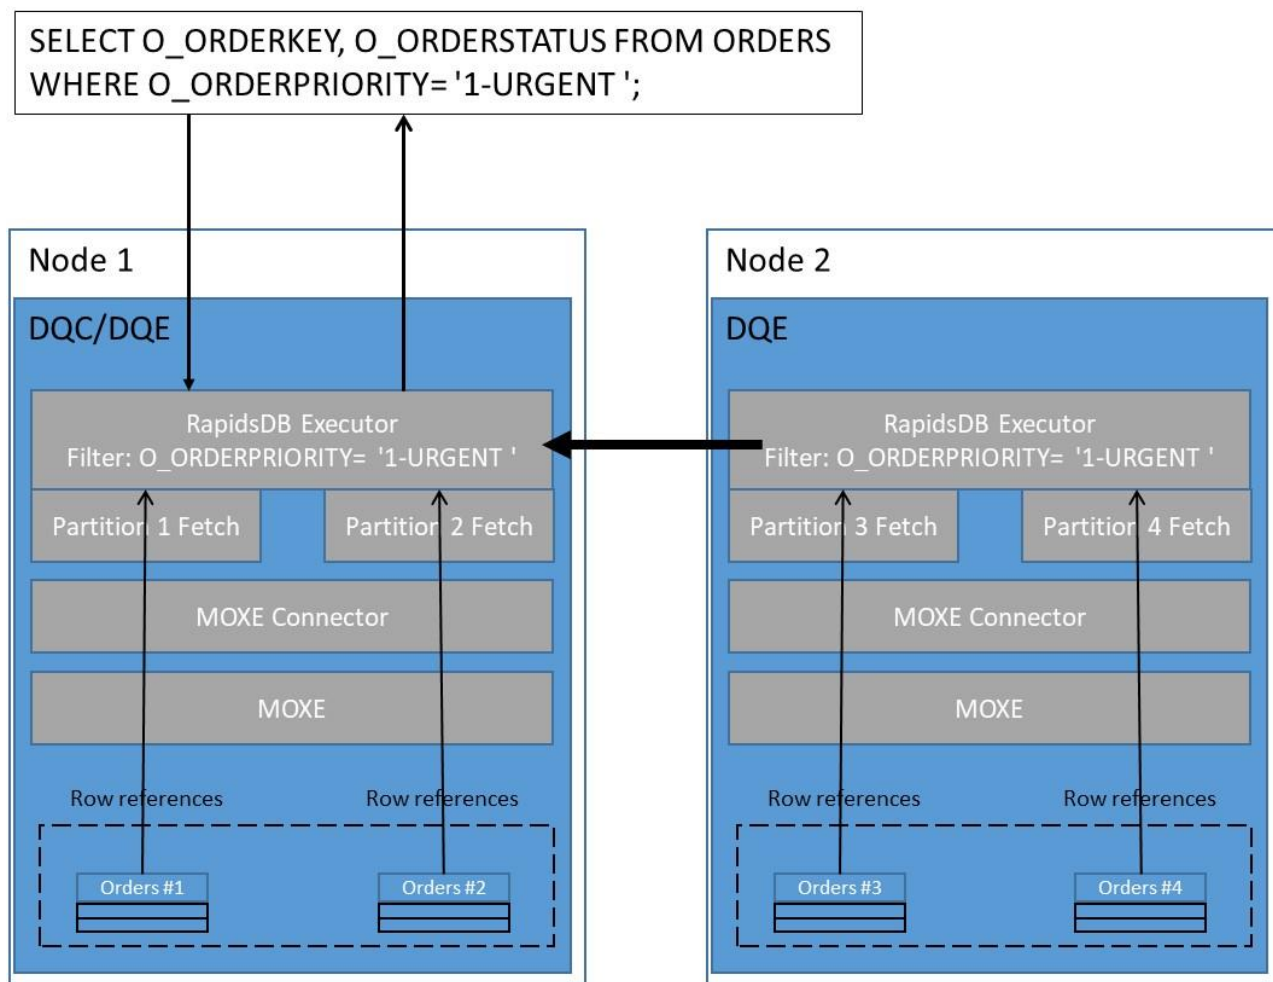 SELECT O_ORDERKEY, O_ORDERSTATUS FROM ORDERS
WHERE O_ORDERPRIORITY= '1-URGENT ';
Node 1
DQC/DQE
RapidsDB Executor
Filter: O_ORDERPRIORITY= '1-URGENT '
Partition 1 Fetch
Partition 2 Fetch
MOXE Connector
MOXE
Row references
Row references
Orders #1
Orders #2
Node 2
DQE
RapidsDB Executor
Filter: O_ORDERPRIORITY= '1-URGENT '
Partition 3 Fetch
Partition 4 Fetch
MOXE Connector
MOXE
Row references
Row references
Orders #3
Orders #4